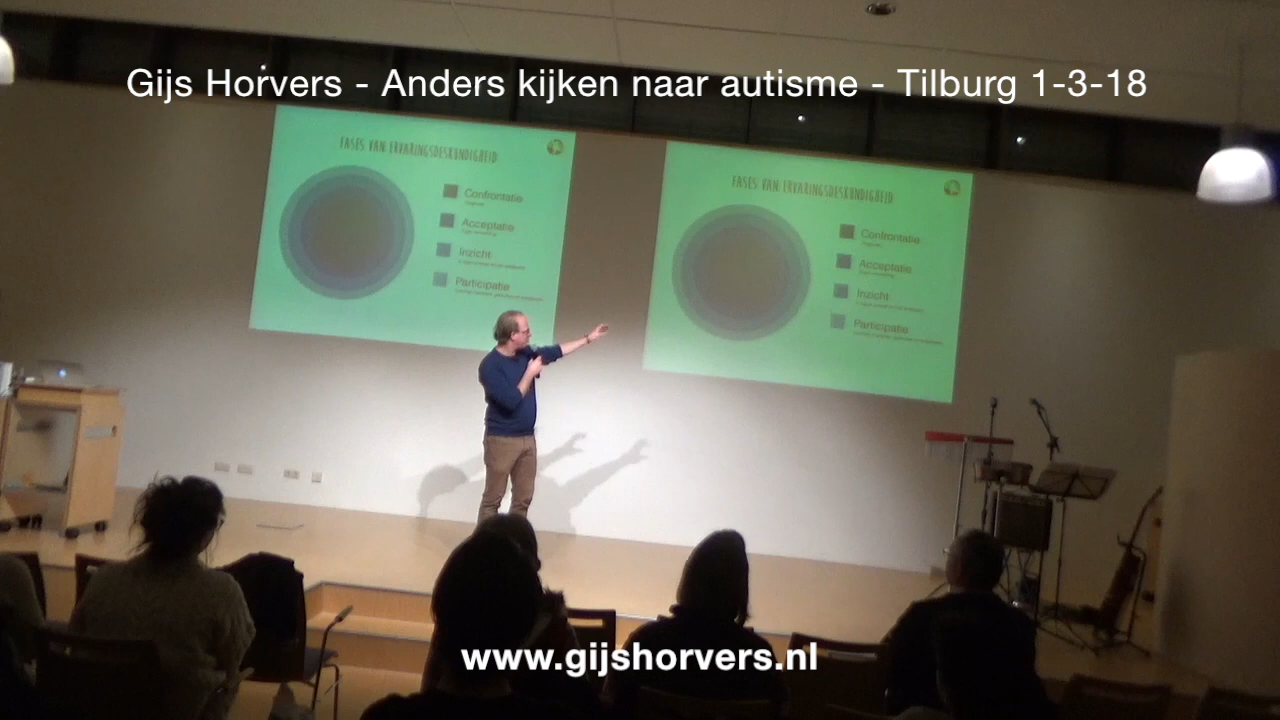 Gijs Horvers - Anders kijken naar autisme - Tilburg 1-3-18
FASES VAN ERVARINGSDESKUNDIGHEID
Confrontatie
Acceptatie
Inzicht
Participatie
FASES VAN ERVARINGSDESKUNDIGHEID
Confrontatie
Acceptatie
Inzicht
Participatie
www.gijshorvers.nl